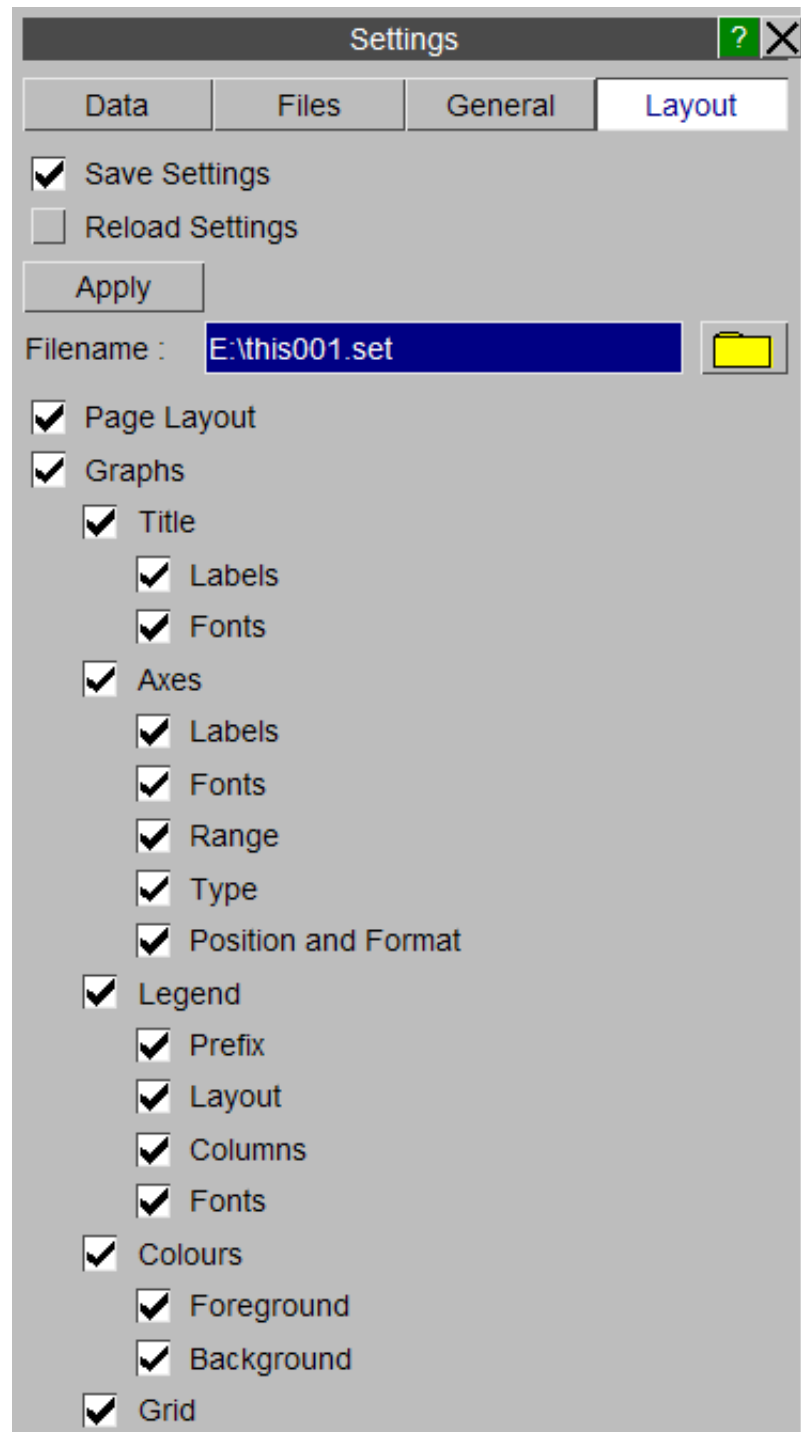 Settings ?
Data Files General Layout
Save Settings
Reload Settings
Apply
Filename : E:\this001.set
Page Layout
Graphs
Title
Labels
Fonts
Axes
Labels
Fonts
Range
Type
Position and Format
Legend
Prefix
Layout
Columns
Fonts
Colours
Foreground
Background
Grid